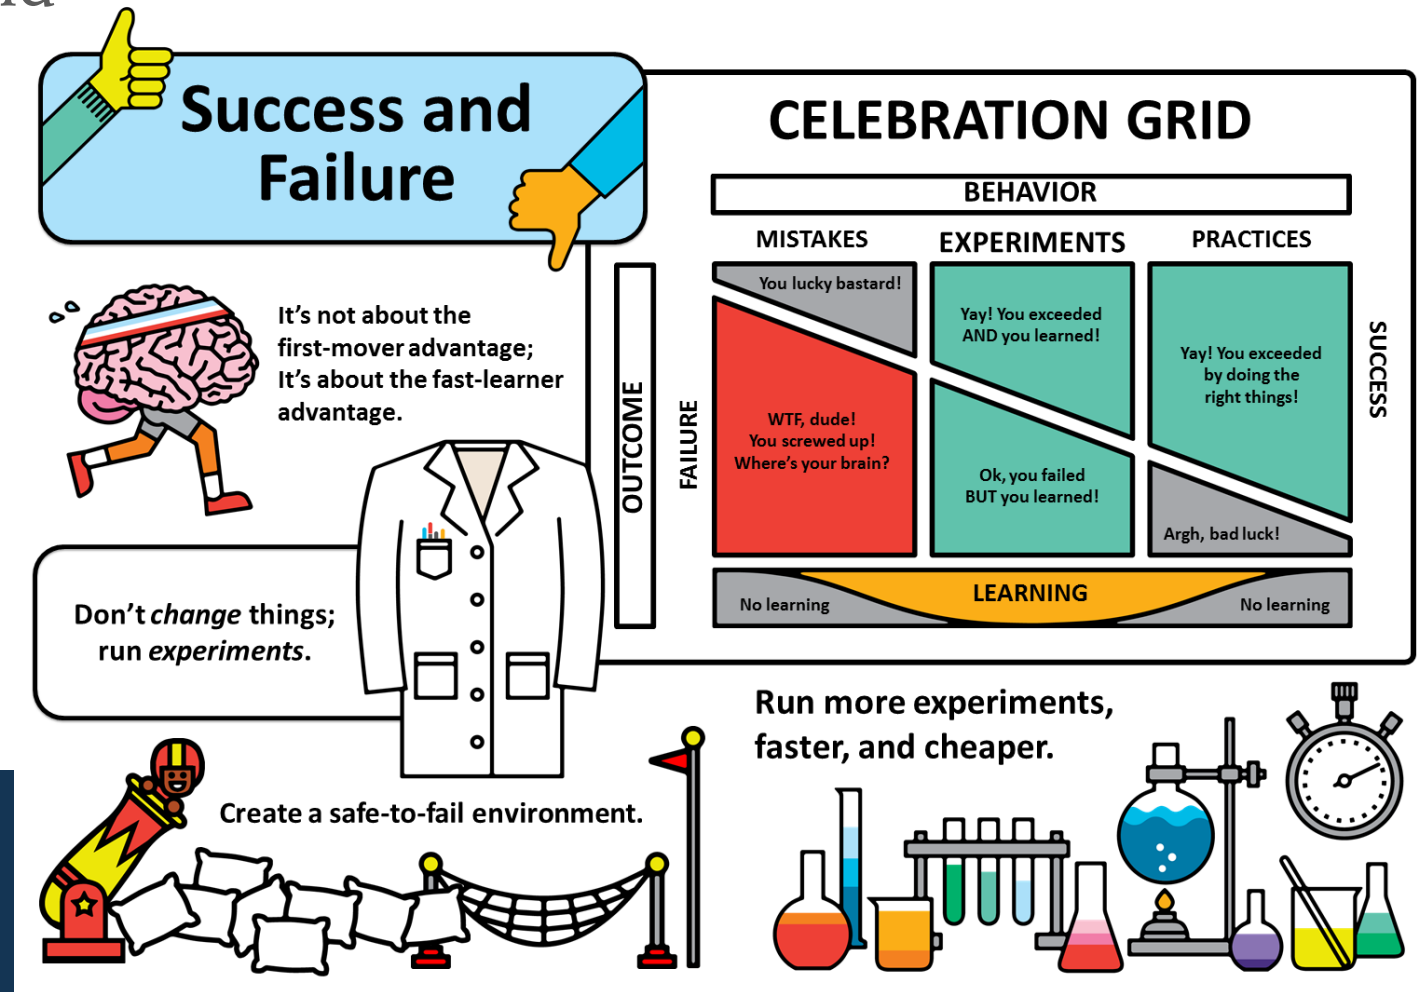 Success and
Failure
CELEBRATION GRID
BEHAVIOR
MISTAKES
EXPERIMENTS
PRACTICES
OUTCOME
FAILURE
SUCCESS
You lucky bastard!
WTF, dude!
You screwed up!
Where's your brain?
Yay! You exceeded
AND you learned!
Ok, you failed
BUT you learned!
Yay! You exceeded
by doing the
right things!
Argh, bad luck!
No learning
LEARNING
No learning
It's not about the
first-mover advantage;
It's about the fast-learner
advantage.
Don't change things;
run experiments.
Create a safe-to-fail environment.
Run more experiments,
faster, and cheaper.